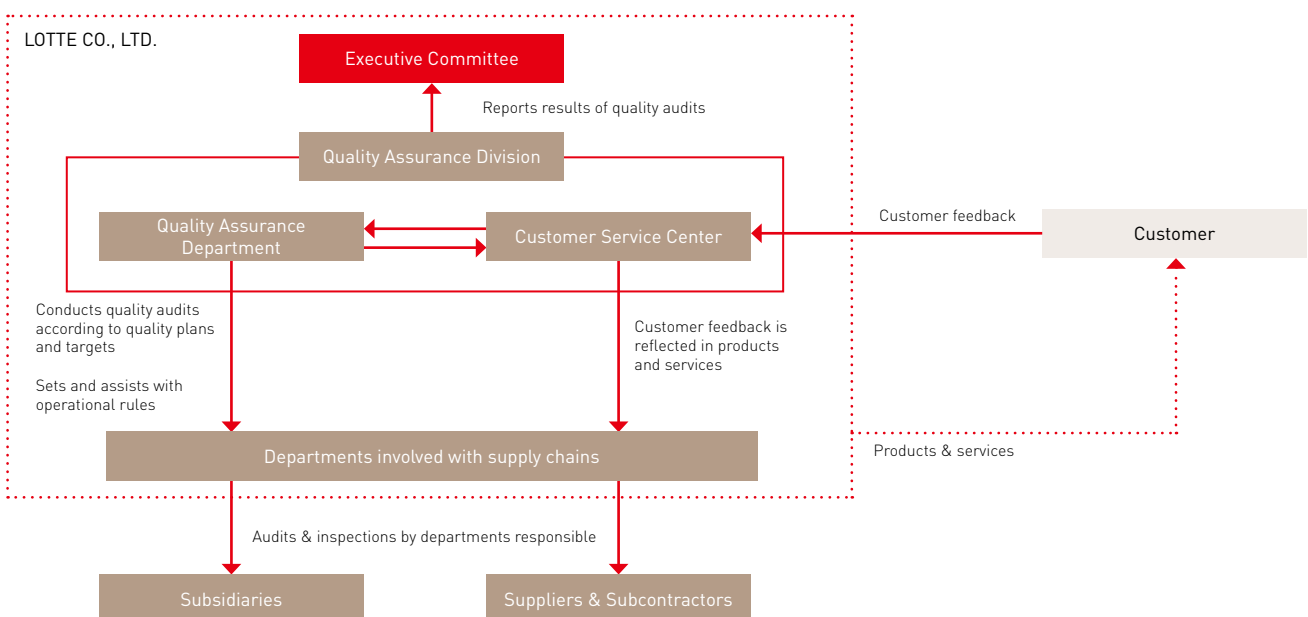 LOTTE CO., LTD.
Executive Committee
Reports results of quality audits
Quality Assurance Division
Quality Assurance
Department
Customer Service Center
Customer feedback
Customer
Conducts quality audits
according to quality plans
and targets
Sets and assists with
operational rules
Customer feedback is
reflected in products
and services
Departments involved with supply chains
Products & services
Audits & inspections by departments responsible
Subsidiaries
Suppliers & Subcontractors